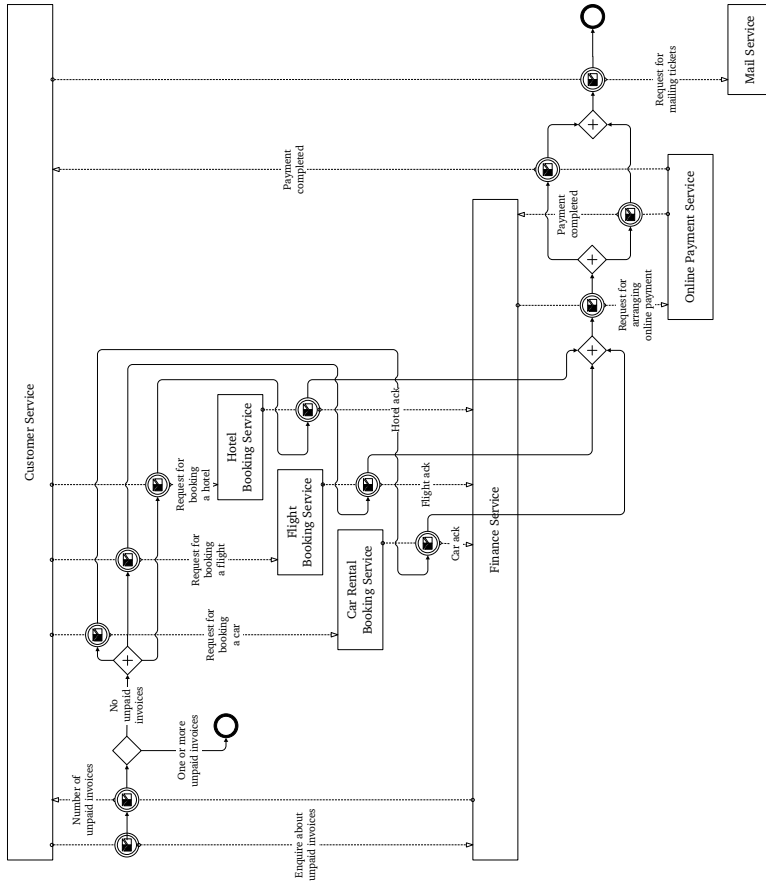 Customer Service
Number of
unpaid invoices
Enquire about
unpaid invoices
One or more
unpaid invoices
No
unpaid
invoices
Request for
booking
a car
Request for
booking
a flight
Request for
booking
a hotel
Hotel
Booking Service
Flight
Booking Service
Car Rental
Booking Service
Hotel ack
Flight ack
Car ack
Finance Service
Request for
arranging
online payment
Payment
completed
Payment
completed
Online Payment Service
Request for
mailing tickets
Mail Service